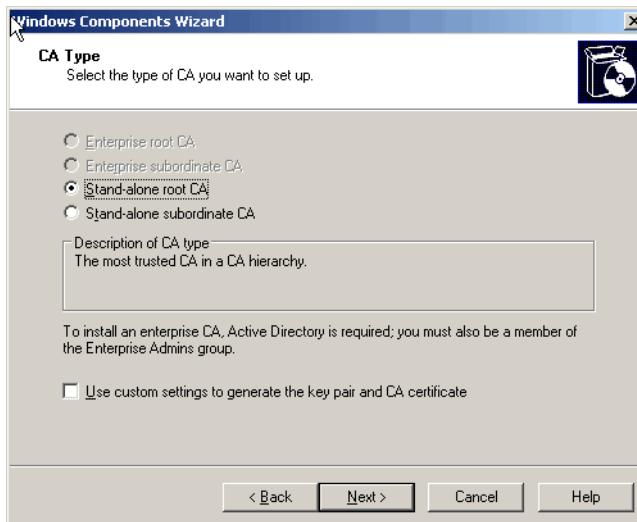 Windows Components Wizard
CA Type
Select the type of CA you want to set up.
Enterprise root CA
Enterprise subordinate CA
Stand-alone root CA
Stand-alone subordinate CA
Description of CA type
The most trusted CA in a CA hierarchy.
To install an enterprise CA, Active Directory is required; you must also be a member of
the Enterprise Admins group.
Use custom settings to generate the key pair and CA certificate
< Back
Next >
Cancel
Help